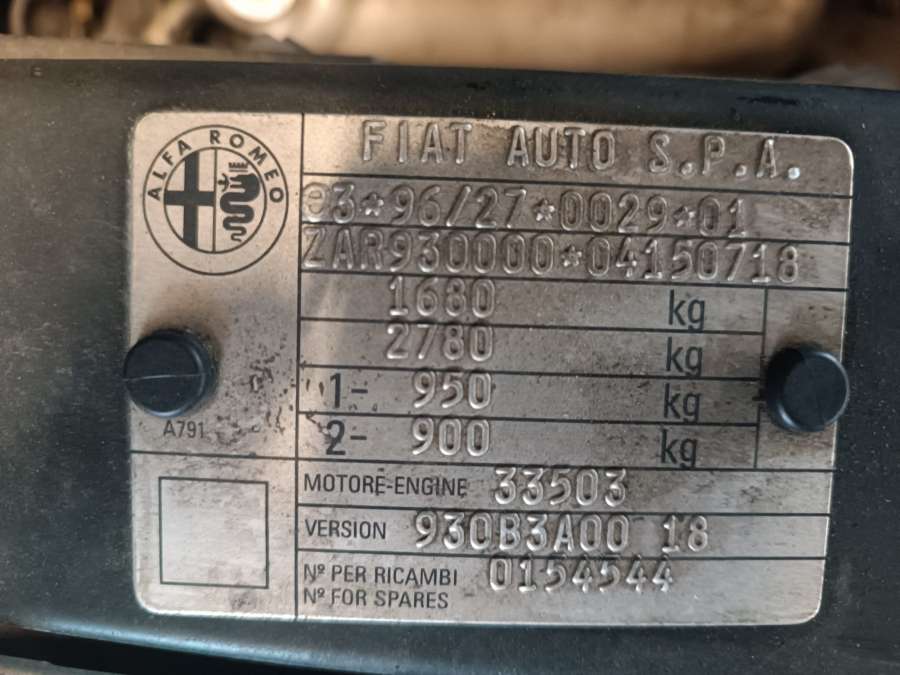 ALFA ROMEO
FIAT AUTO S.P.A.
e3*96/27*0029*01
ZAR930000*04150718
1680 kg
2780 kg
1- 950 kg
2- 900 kg
A791
MOTORE-ENGINE 33503
VERSION 930B3A00 18
Nº PER RICAMBI 0154544
Nº FOR SPARES